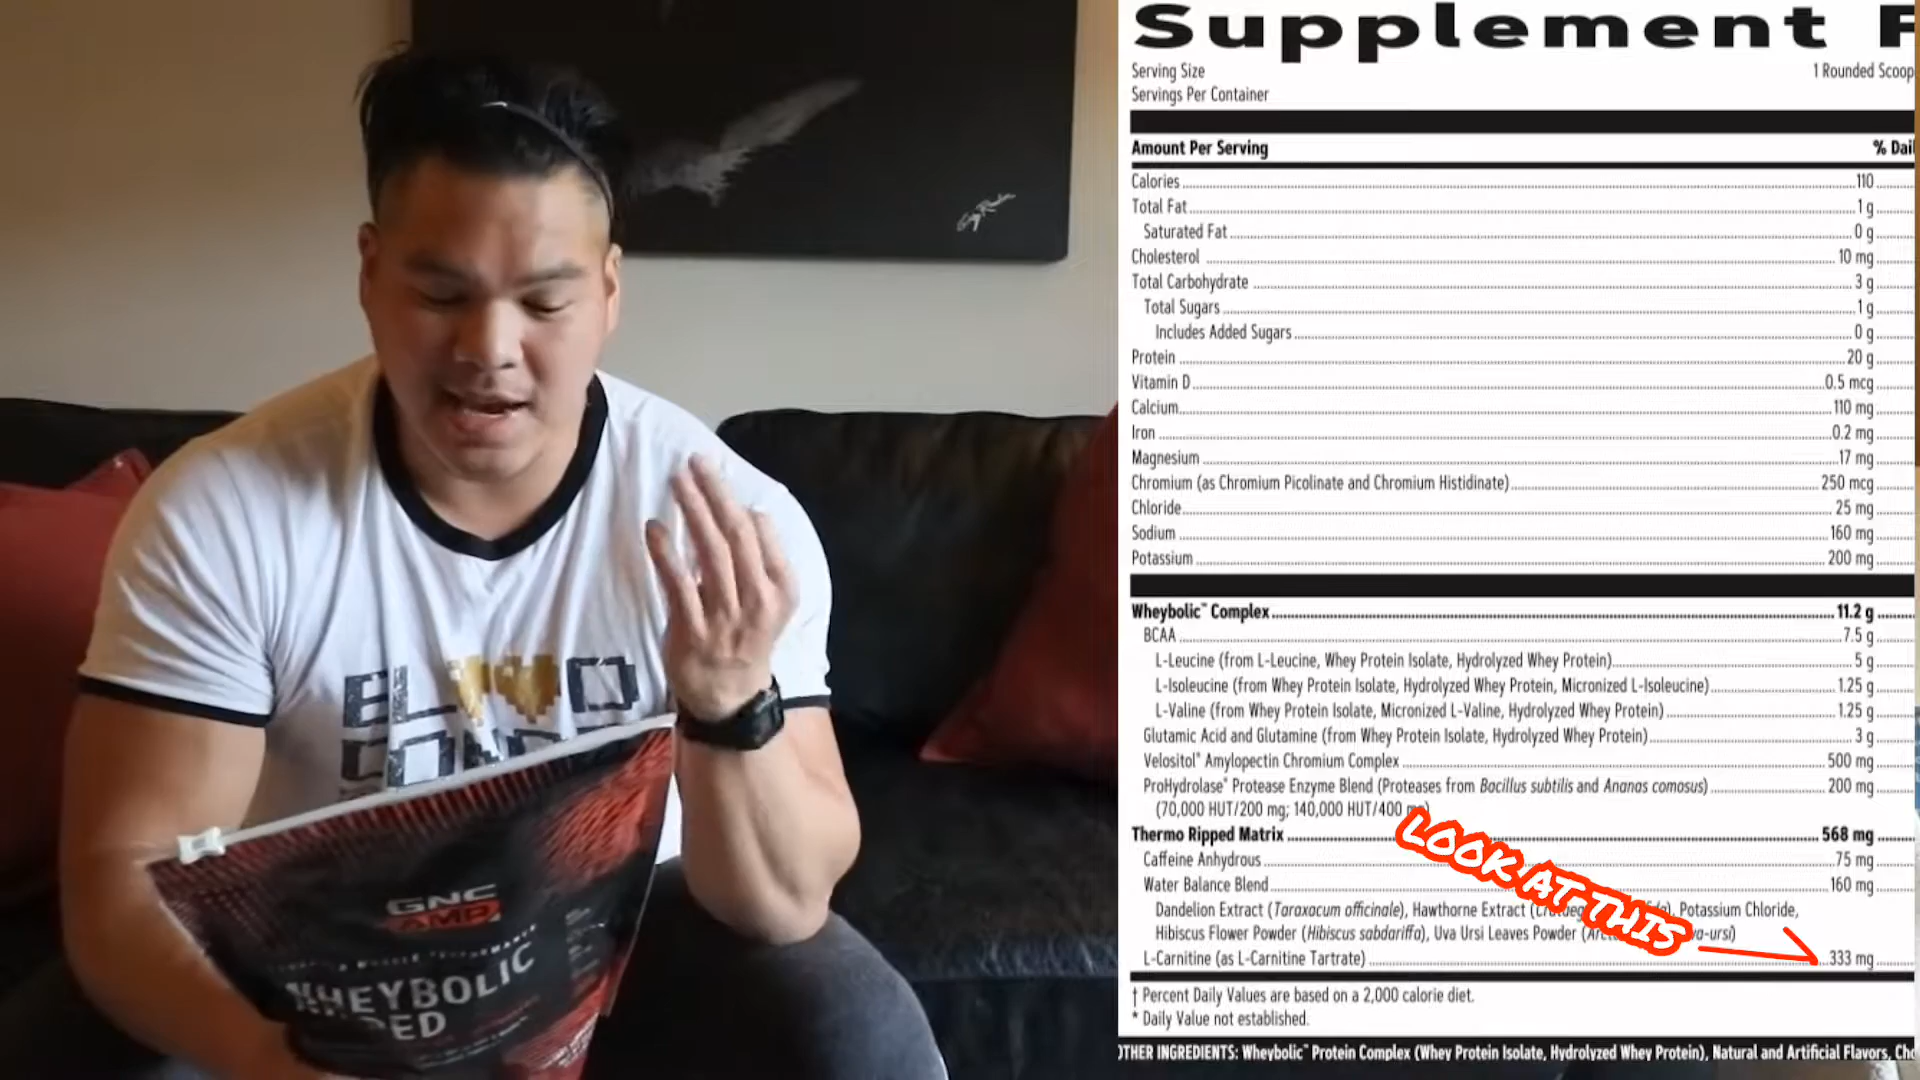 Supplement F
Serving Size 1 Rounded Scoop
Servings Per Container
Amount Per Serving % Dail
Calories 110
Total Fat 1 g
Saturated Fat 0 g
Cholesterol 10 mg
Total Carbohydrate 3 g
Total Sugars 1 g
Includes Added Sugars 0 g
Protein 20 g
Vitamin D 0.5 mcg
Calcium 110 mg
Iron 0.2 mg
Magnesium 17 mg
Chromium (as Chromium Picolinate and Chromium Histidinate) 250 mcg
Chloride 25 mg
Sodium 160 mg
Potassium 200 mg
Wheybolic™ Complex 11.2 g
BCAA 7.5 g
L-Leucine (from L-Leucine, Whey Protein Isolate, Hydrolyzed Whey Protein) 5 g
L-Isoleucine (from Whey Protein Isolate, Hydrolyzed Whey Protein, Micronized L-Isoleucine) 1.25 g
L-Valine (from Whey Protein Isolate, Micronized L-Valine, Hydrolyzed Whey Protein) 1.25 g
Glutamic Acid and Glutamine (from Whey Protein Isolate, Hydrolyzed Whey Protein) 3 g
Velositol® Amylopectin Chromium Complex 500 mg
ProHydrolase® Protease Enzyme Blend (Proteases from Bacillus subtilis and Ananas comosus) 200 mg
(70,000 HUT/200 mg; 140,000 HUT/400 mg)
Thermo Ripped Matrix 568 mg
Caffeine Anhydrous 75 mg
Water Balance Blend 160 mg
Dandelion Extract (Taraxacum officinale), Hawthorne Extract ( Potassium Chloride,
Hibiscus Flower Powder (Hibiscus sabdariffa), Uva Ursi Leaves Powder ( va-ursi)
L-Carnitine (as L-Carnitine Tartrate) 333 mg
LOOK AT THIS
† Percent Daily Values are based on a 2,000 calorie diet.
* Daily Value not established.
OTHER INGREDIENTS: Wheybolic™ Protein Complex (Whey Protein Isolate, Hydrolyzed Whey Protein), Natural and Artificial Flavors, Cho
GNC
AMP
WHEYBOLIC